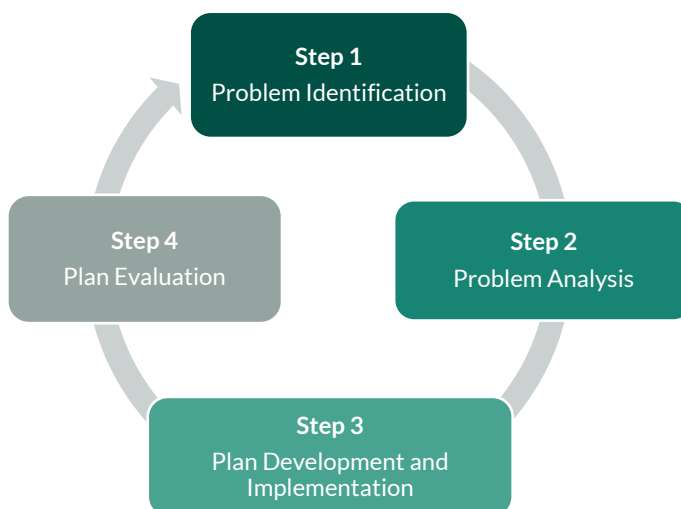 Step 1
Problem Identification
Step 2
Problem Analysis
Step 3
Plan Development and
Implementation
Step 4
Plan Evaluation